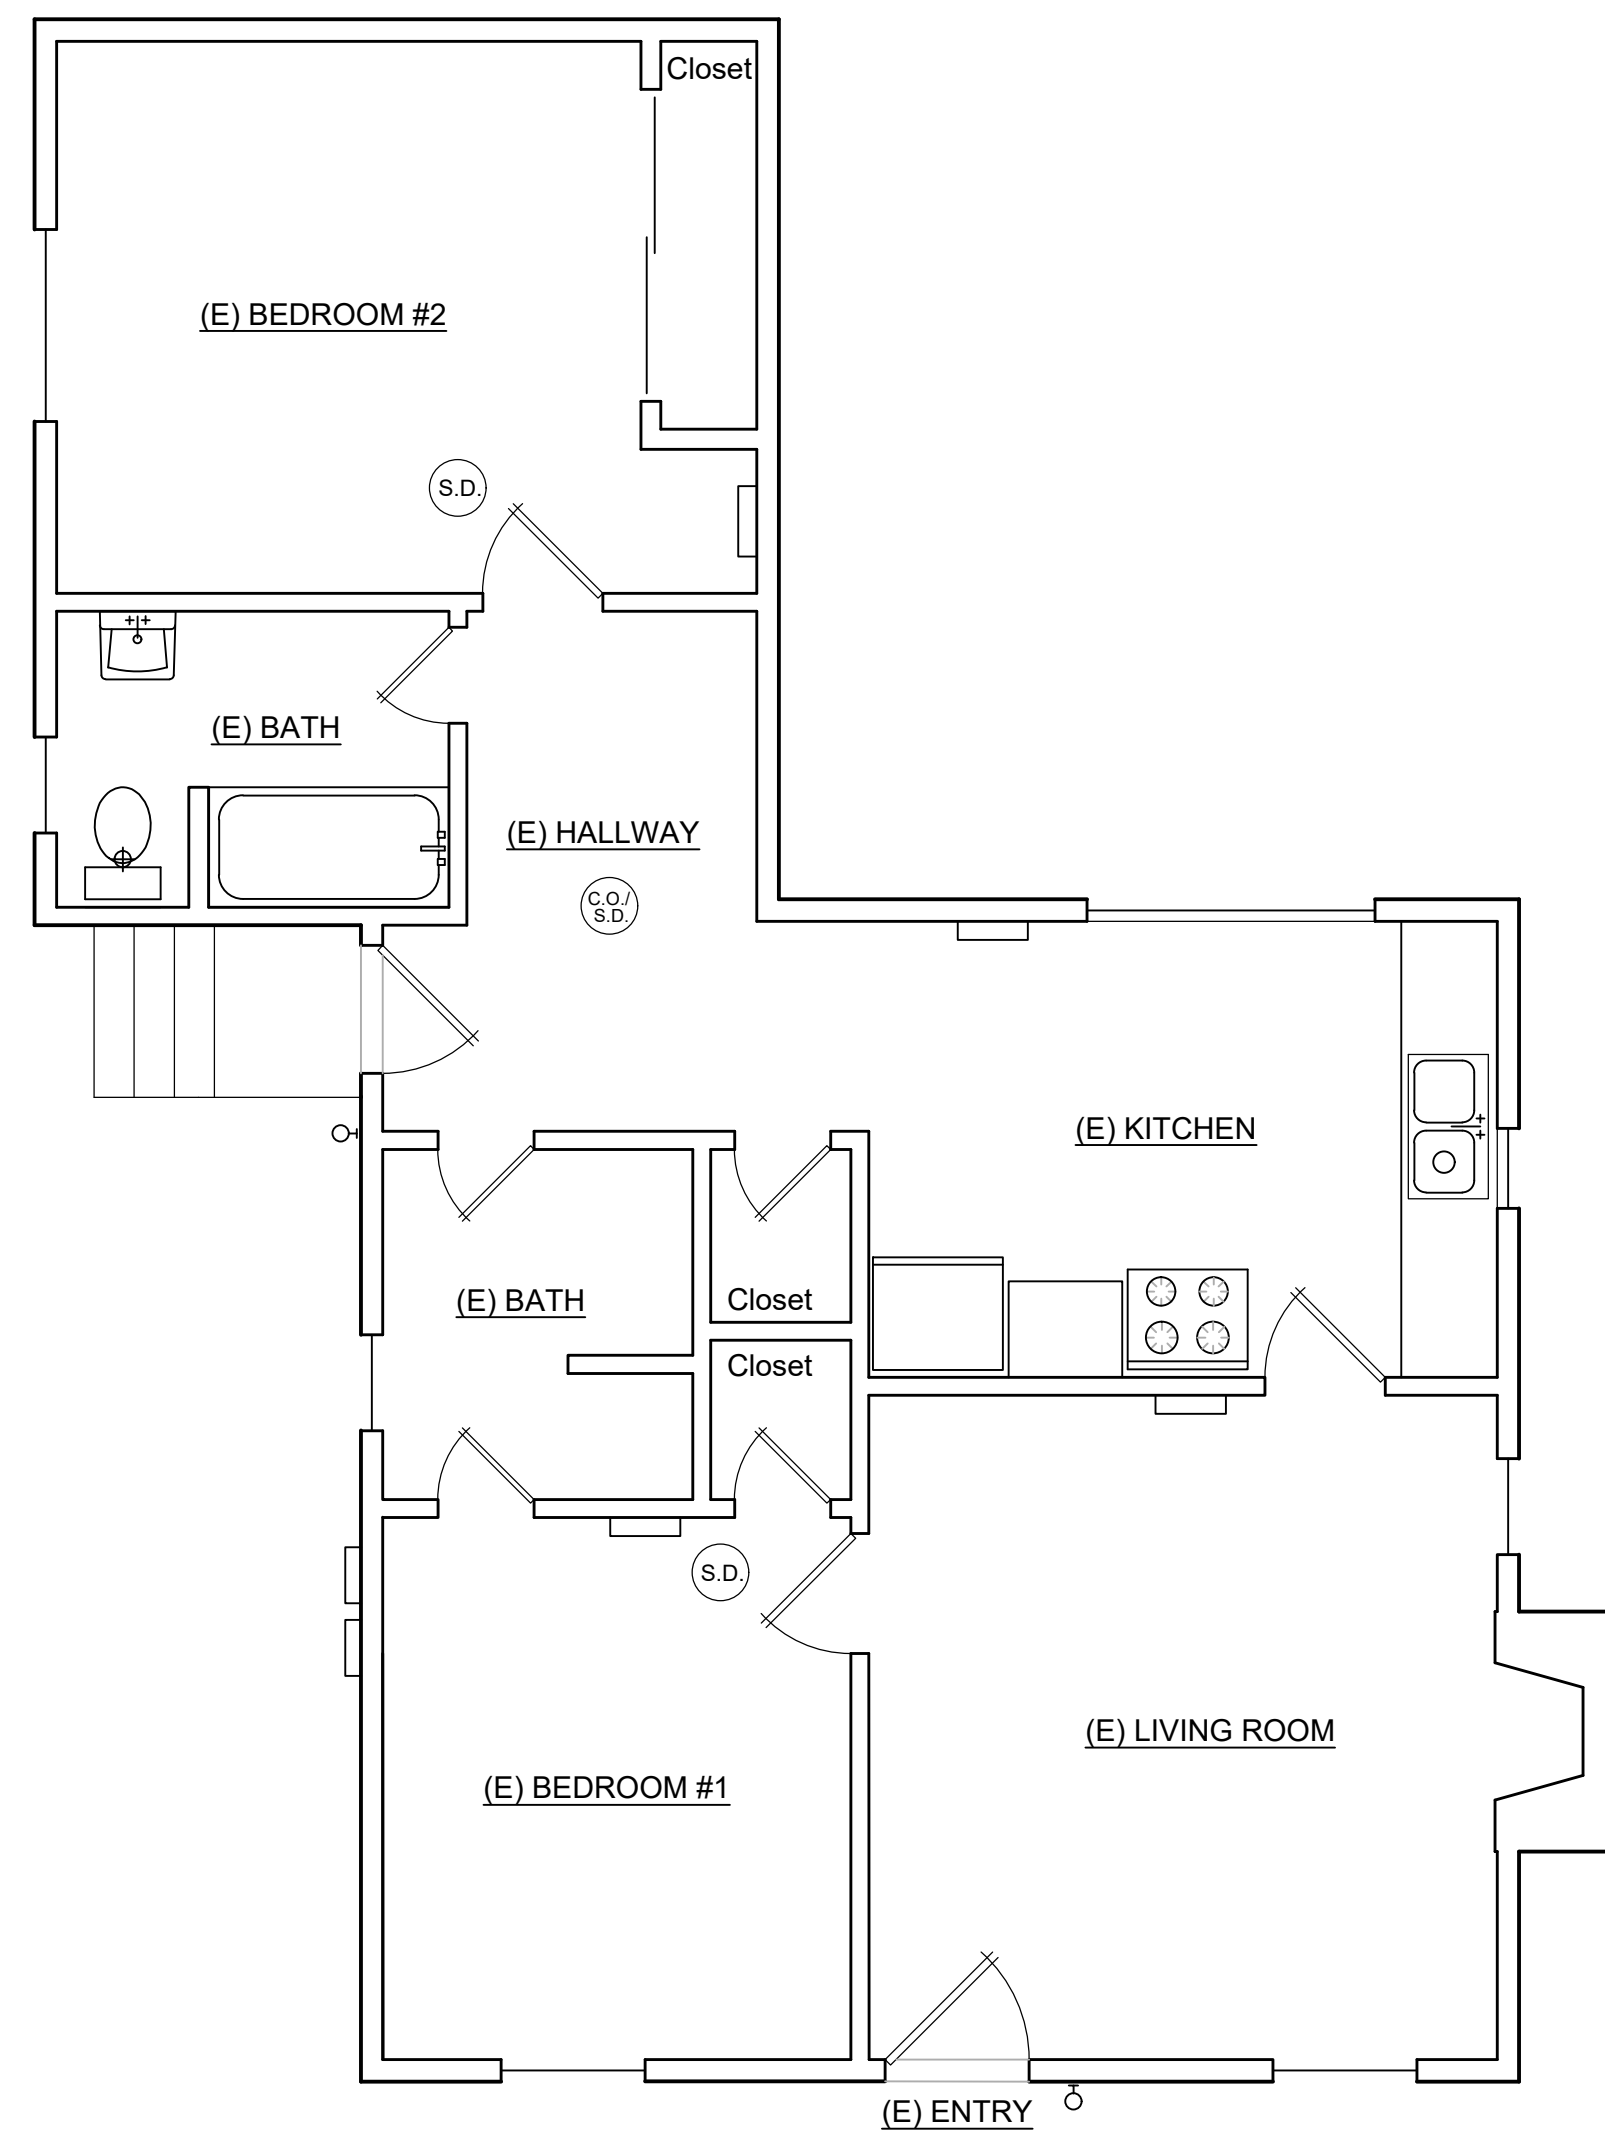 Closet
(E) BEDROOM #2
S.D.
(E) BATH
(E) HALLWAY
C.O./
S.D.
(E) KITCHEN
(E) BATH
Closet
Closet
S.D.
(E) LIVING ROOM
(E) BEDROOM #1
(E) ENTRY